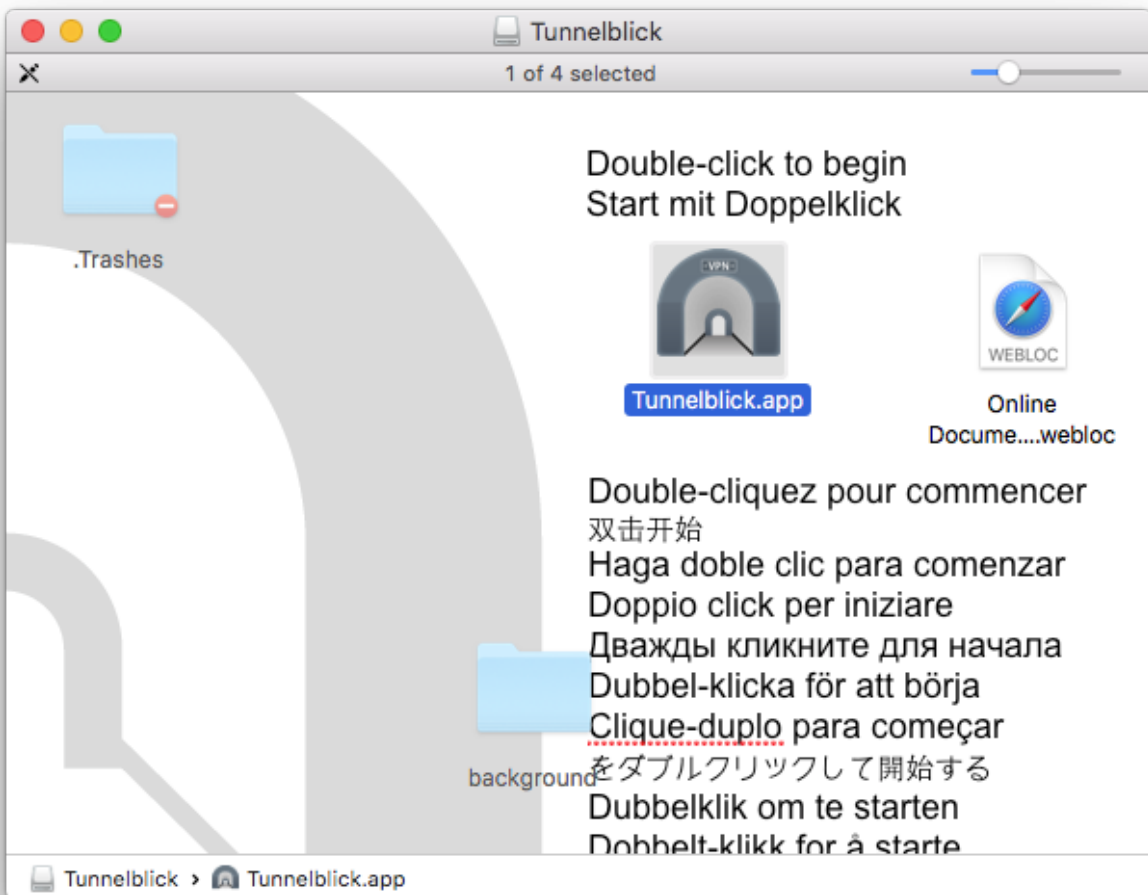 Tunnelblick
1 of 4 selected
.Trashes
Double-click to begin
Start mit Doppelklick
VPN
Tunnelblick.app
WEBLOC
Online
Docume....webloc
Double-cliquez pour commencer
双击开始
Haga doble clic para comenzar
Doppio click per iniziare
Дважды кликните для начала
Dubbel-klicka för att börja
Clique-duplo para começar
をダブルクリックして開始する
background
Dubbelklik om te starten
Dobbelt-klikk for å starte
Tunnelblick › Tunnelblick.app